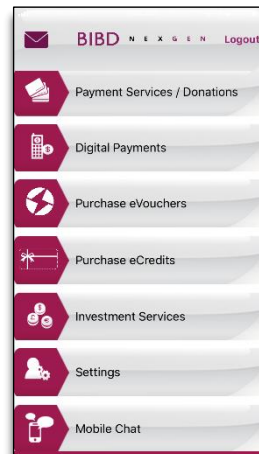 BIBD NEXGEN Logout
Payment Services / Donations
Digital Payments
Purchase eVouchers
Purchase eCredits
Investment Services
Settings
Mobile Chat